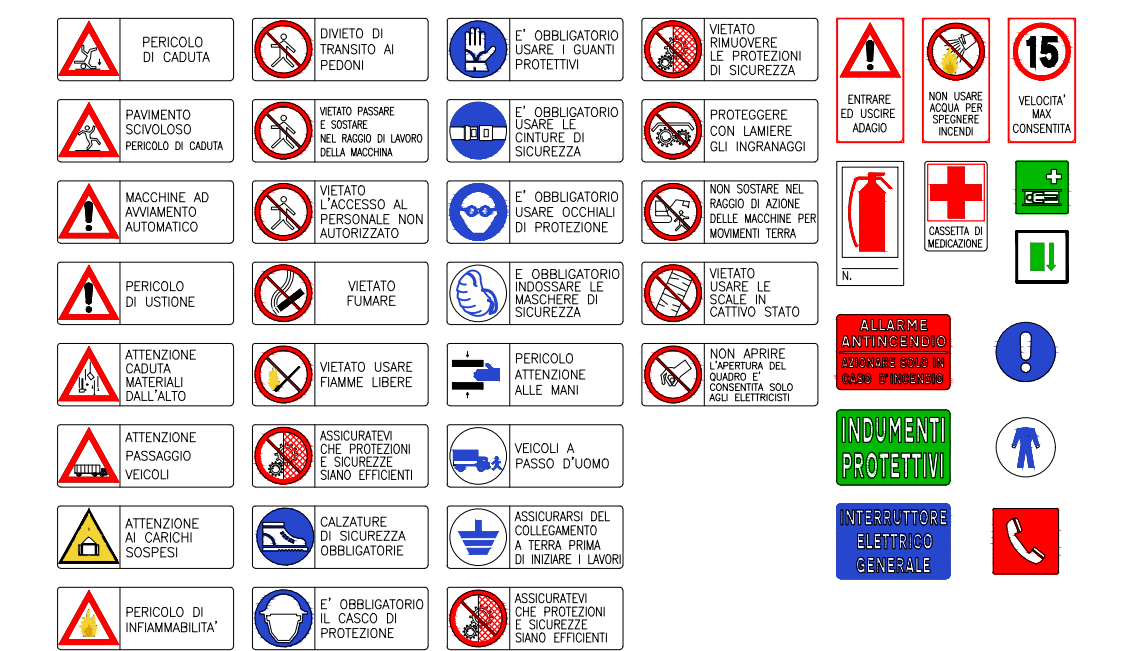 PERICOLO
DI CADUTA
PAVIMENTO
SCIVOLOSO
PERICOLO DI CADUTA
MACCHINE AD
AVVIAMENTO
AUTOMATICO
PERICOLO
DI USTIONE
ATTENZIONE
CADUTA
MATERIALI
DALL'ALTO
ATTENZIONE
PASSAGGIO
VEICOLI
ATTENZIONE
AI CARICHI
SOSPESI
PERICOLO DI
INFIAMMABILITA'
DIVIETO DI
TRANSITO AI
PEDONI
VIETATO PASSARE
E SOSTARE
NEL RAGGIO DI LAVORO
DELLA MACCHINA
VIETATO
L'ACCESSO AL
PERSONALE NON
AUTORIZZATO
VIETATO
FUMARE
VIETATO USARE
FIAMME LIBERE
ASSICURATEVI
CHE PROTEZIONI
E SICUREZZE
SIANO EFFICIENTI
CALZATURE
DI SICUREZZA
OBBLIGATORIE
E' OBBLIGATORIO
IL CASCO DI
PROTEZIONE
E' OBBLIGATORIO
USARE I GUANTI
PROTETTIVI
E' OBBLIGATORIO
USARE LE
CINTURE DI
SICUREZZA
E' OBBLIGATORIO
USARE OCCHIALI
DI PROTEZIONE
E OBBLIGATORIO
INDOSSARE LE
MASCHERE DI
SICUREZZA
PERICOLO
ATTENZIONE
ALLE MANI
VEICOLI A
PASSO D'UOMO
ASSICURARSI DEL
COLLEGAMENTO
A TERRA PRIMA
DI INIZIARE I LAVORI
ASSICURATEVI
CHE PROTEZIONI
E SICUREZZE
SIANO EFFICIENTI
VIETATO
RIMUOVERE
LE PROTEZIONI
DI SICUREZZA
PROTEGGERE
CON LAMIERE
GLI INGRANAGGI
NON SOSTARE NEL
RAGGIO DI AZIONE
DELLE MACCHINE PER
MOVIMENTI TERRA
VIETATO
USARE LE
SCALE IN
CATTIVO STATO
NON APRIRE
L'APERTURA DEL
QUADRO E'
CONSENTITA SOLO
AGLI ELETTRICISTI
ENTRARE
ED USCIRE
ADAGIO
NON USARE
ACQUA PER
SPEGNERE
INCENDI
15
VELOCITA'
MAX
CONSENTITA
N.
CASSETTA DI
MEDICAZIONE
ALLARME
ANTINCENDIO
AZIONARE SOLO IN
CASO D'INCENDIO
INDUMENTI
PROTETTIVI
INTERRUTTORE
ELETTRICO
GENERALE